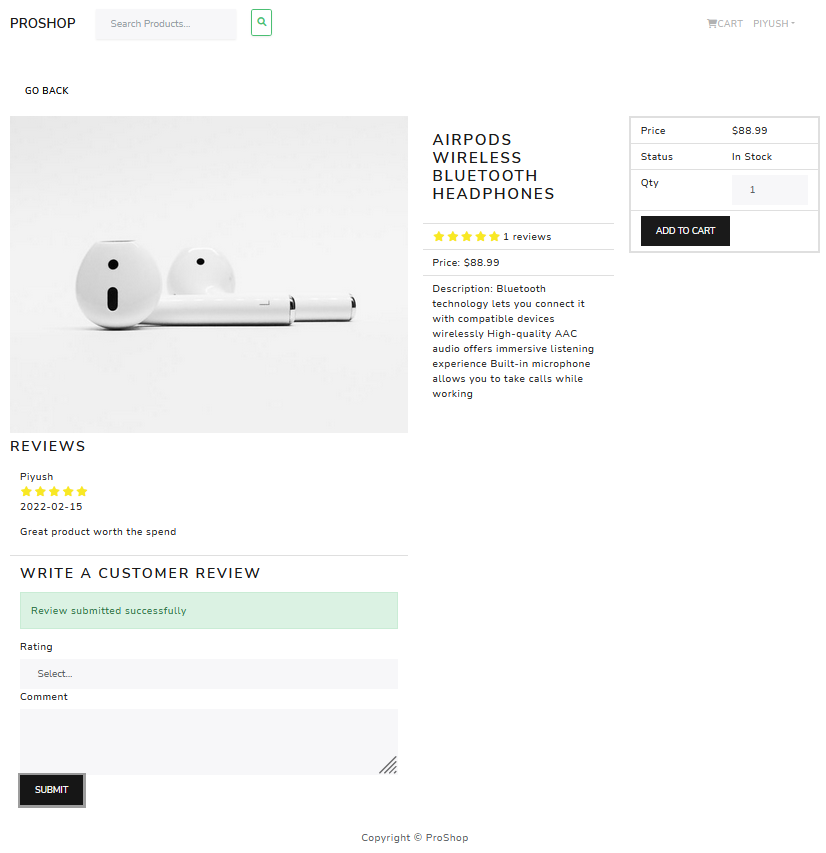 PROSHOP
Search Products...
CART
PIYUSH
GO BACK
AIRPODS
WIRELESS
BLUETOOTH
HEADPHONES
1 reviews
Price: $88.99
Description: Bluetooth
technology lets you connect it
with compatible devices
wirelessly High-quality AAC
audio offers immersive listening
experience Built-in microphone
allows you to take calls while
working
Price $88.99
Status In Stock
Qty 1
ADD TO CART
REVIEWS
Piyush
2022-02-15
Great product worth the spend
WRITE A CUSTOMER REVIEW
Review submitted successfully
Rating
Select...
Comment
SUBMIT
Copyright © ProShop